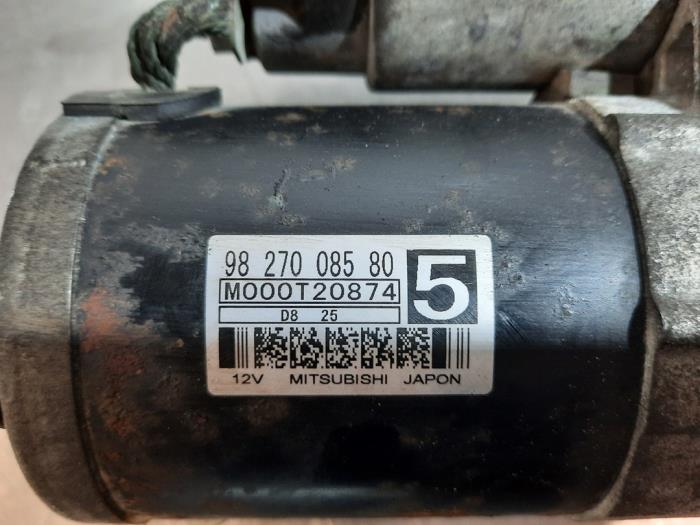 98 270 085 80
M000T20874
5
D8 25
12V MITSUBISHI JAPON